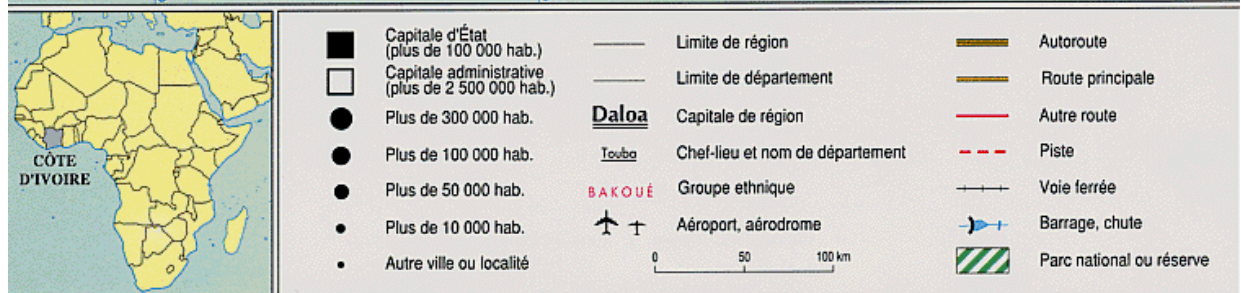 CÔTE
D'IVOIRE
Capitale d'État
(plus de 100 000 hab.)
Capitale administrative
(plus de 2 500 000 hab.)
Plus de 300 000 hab.
Plus de 100 000 hab.
Plus de 50 000 hab.
Plus de 10 000 hab.
Autre ville ou localité
Limite de région
Limite de département
Daloa Capitale de région
Touba Chef-lieu et nom de département
BAKOUÉ Groupe ethnique
Aéroport, aérodrome
0 50 100 km
Autoroute
Route principale
Autre route
Piste
Voie ferrée
Barrage, chute
Parc national ou réserve